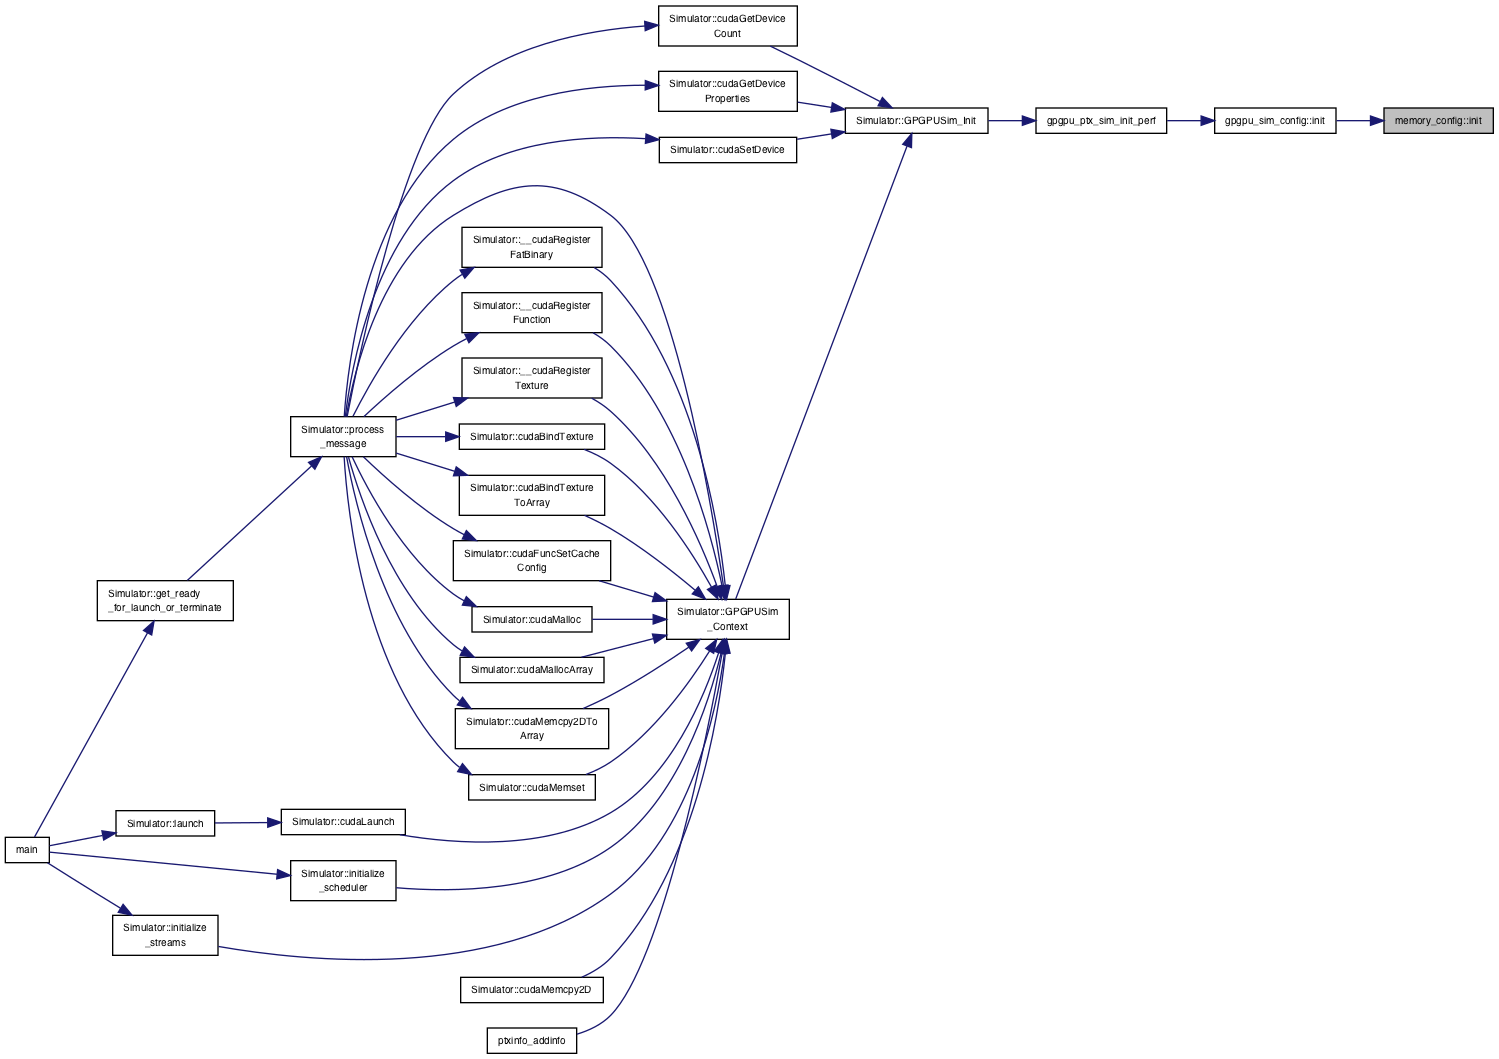 Simulator::cudaGetDevice
Count
Simulator::cudaGetDevice
Properties
Simulator::GPGPUSim_Init
gpgpu_ptx_sim_init_perf
gpgpu_sim_config::init
memory_config::init
Simulator::cudaSetDevice
Simulator::__cudaRegister
FatBinary
Simulator::__cudaRegister
Function
Simulator::__cudaRegister
Texture
Simulator::process
_message
Simulator::cudaBindTexture
Simulator::cudaBindTexture
ToArray
Simulator::cudaFuncSetCache
Config
Simulator::get_ready
_for_launch_or_terminate
Simulator::cudaMalloc
Simulator::GPGPUSim
_Context
Simulator::cudaMallocArray
Simulator::cudaMemcpy2DTo
Array
Simulator::cudaMemset
Simulator::launch
Simulator::cudaLaunch
main
Simulator::initialize
_scheduler
Simulator::initialize
_streams
Simulator::cudaMemcpy2D
ptxinfo_addinfo